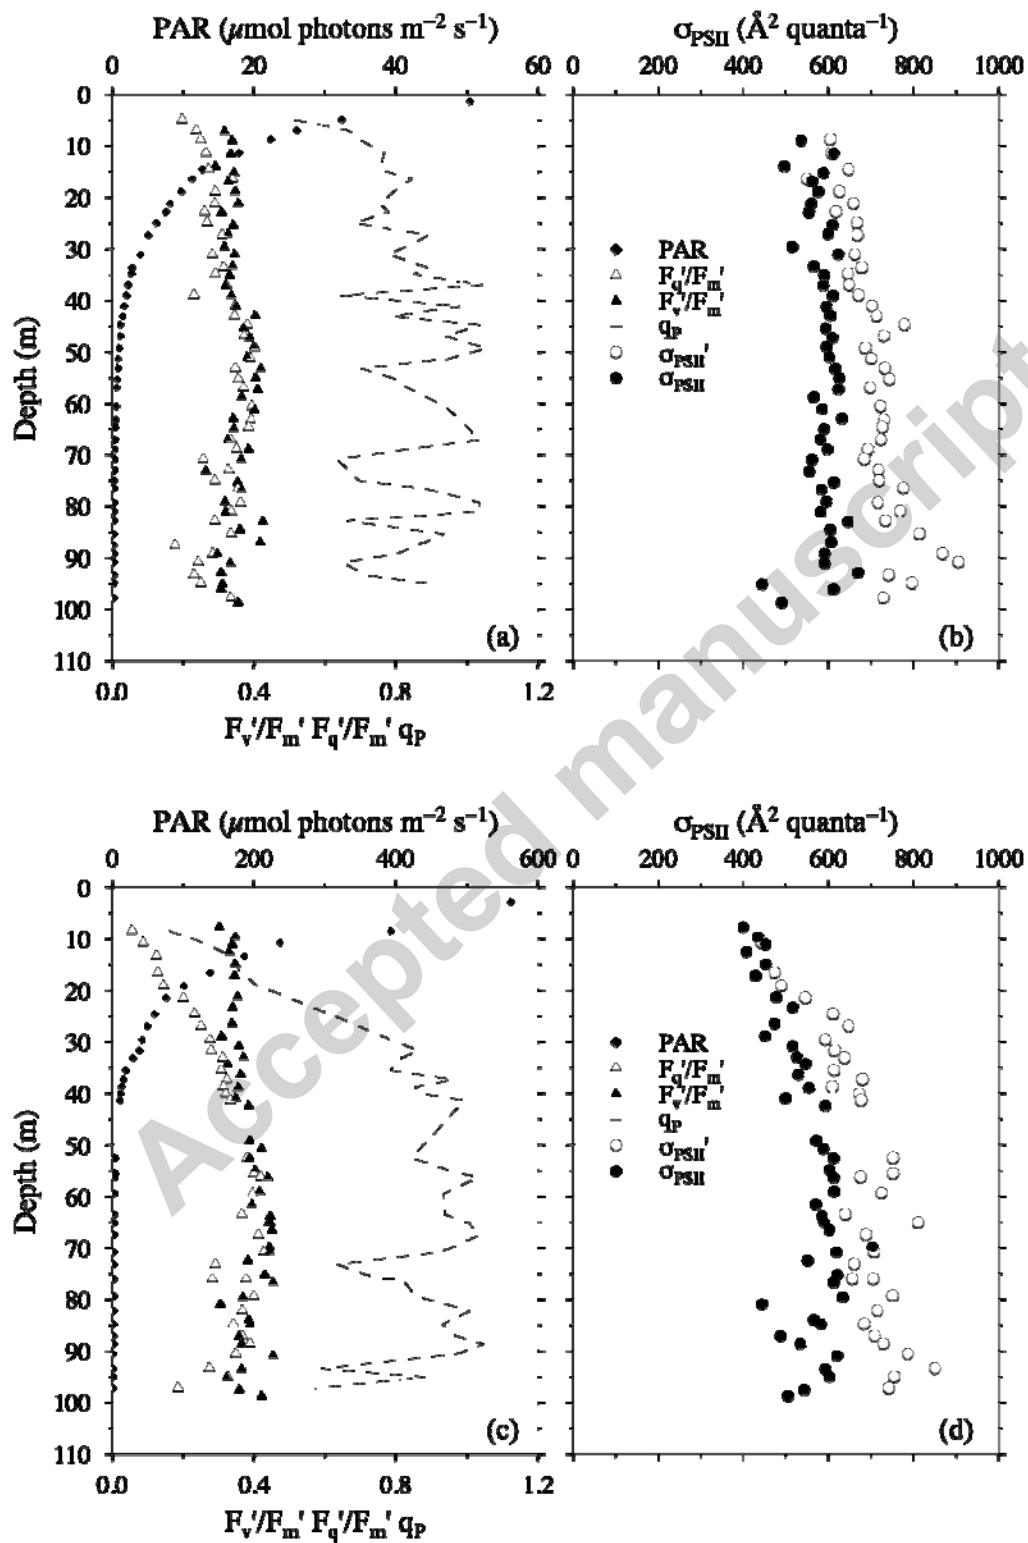 PAR (µmol photons m⁻² s⁻¹)
0 20 40 60
σPSII (Å² quanta⁻¹)
0 200 400 600 800 1000
Depth (m)
0
10
20
30
40
50
60
70
80
90
100
110
PAR
Fq'/Fm'
Fv'/Fm'
qP
σPSII'
σPSII
(a)
(b)
0.0 0.4 0.8 1.2
Fv'/Fm' Fq'/Fm' qP
Accepted manuscript
PAR (µmol photons m⁻² s⁻¹)
0 200 400 600
σPSII (Å² quanta⁻¹)
0 200 400 600 800 1000
Depth (m)
0
10
20
30
40
50
60
70
80
90
100
110
PAR
Fq'/Fm'
Fv'/Fm'
qP
σPSII'
σPSII
(c)
(d)
0.0 0.4 0.8 1.2
Fv'/Fm' Fq'/Fm' qP